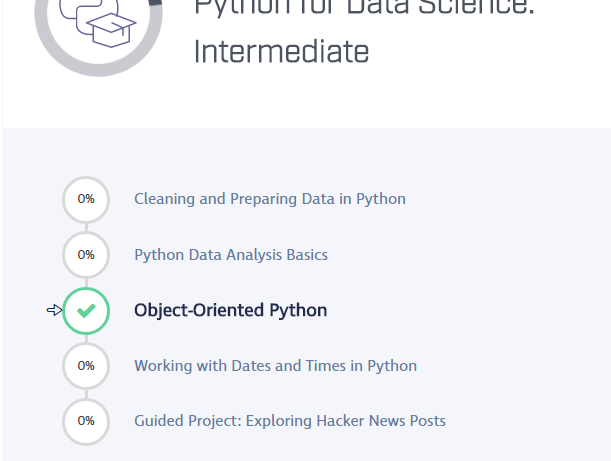 Python for Data Science:
Intermediate
0% Cleaning and Preparing Data in Python
0% Python Data Analysis Basics
Object-Oriented Python
0% Working with Dates and Times in Python
0% Guided Project: Exploring Hacker News Posts